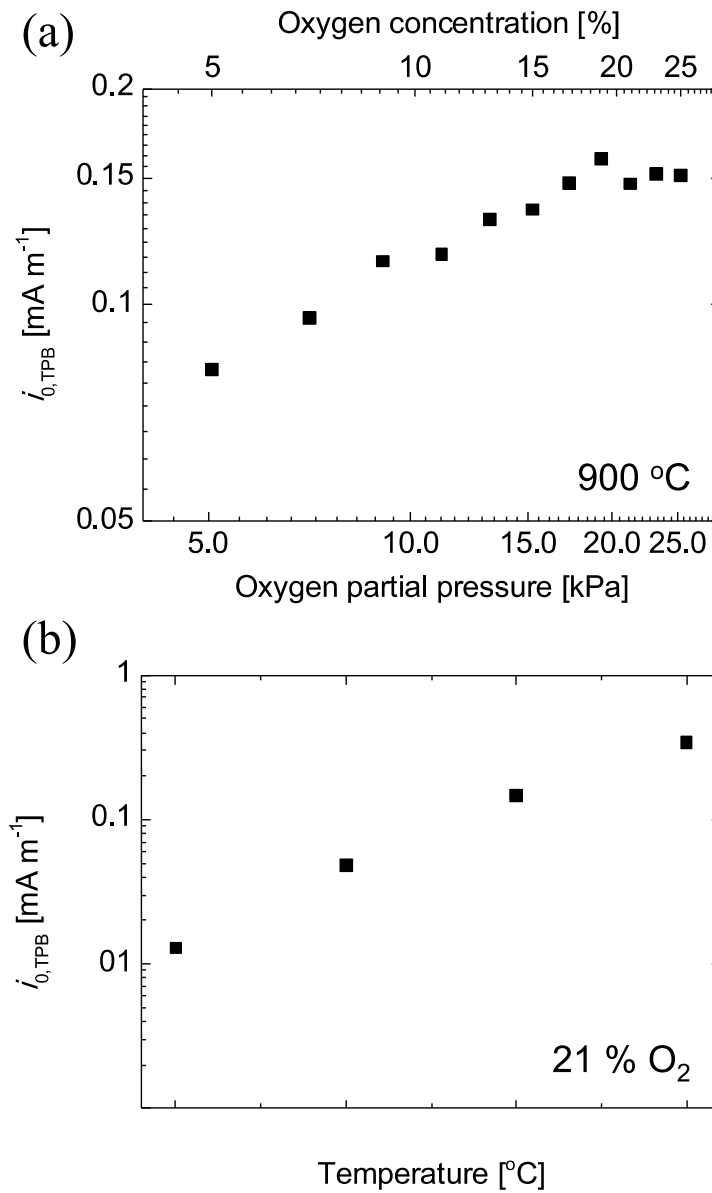 (a)
Oxygen concentration [%]
5 10 15 20 25
0.2
0.15
0.1
0.05
i0,TPB [mA m-1]
900 oC
5.0 10.0 15.0 20.0 25.0
Oxygen partial pressure [kPa]
(b)
1
0.1
01
i0,TPB [mA m-1]
21 % O2
Temperature [oC]